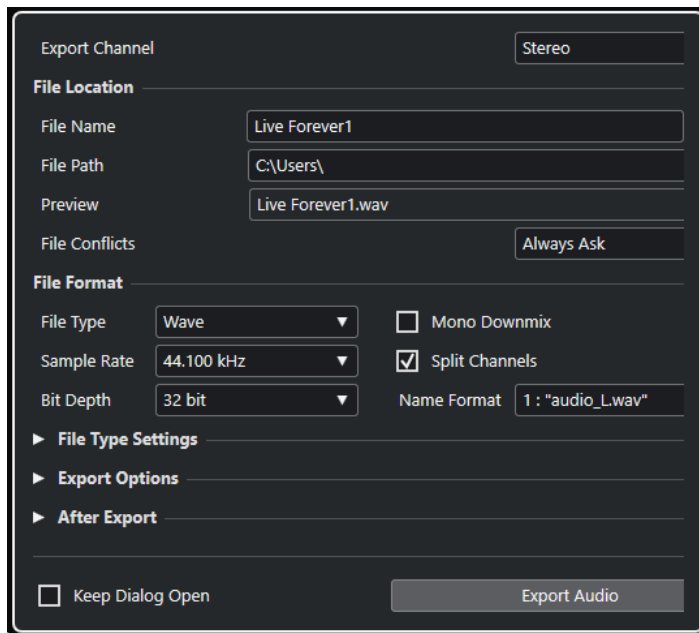 Export Channel Stereo
File Location
File Name Live Forever1
File Path C:\Users\
Preview Live Forever1.wav
File Conflicts Always Ask
File Format
File Type Wave Mono Downmix
Sample Rate 44.100 kHz Split Channels
Bit Depth 32 bit Name Format 1 : "audio_L.wav"
File Type Settings
Export Options
After Export
Keep Dialog Open Export Audio